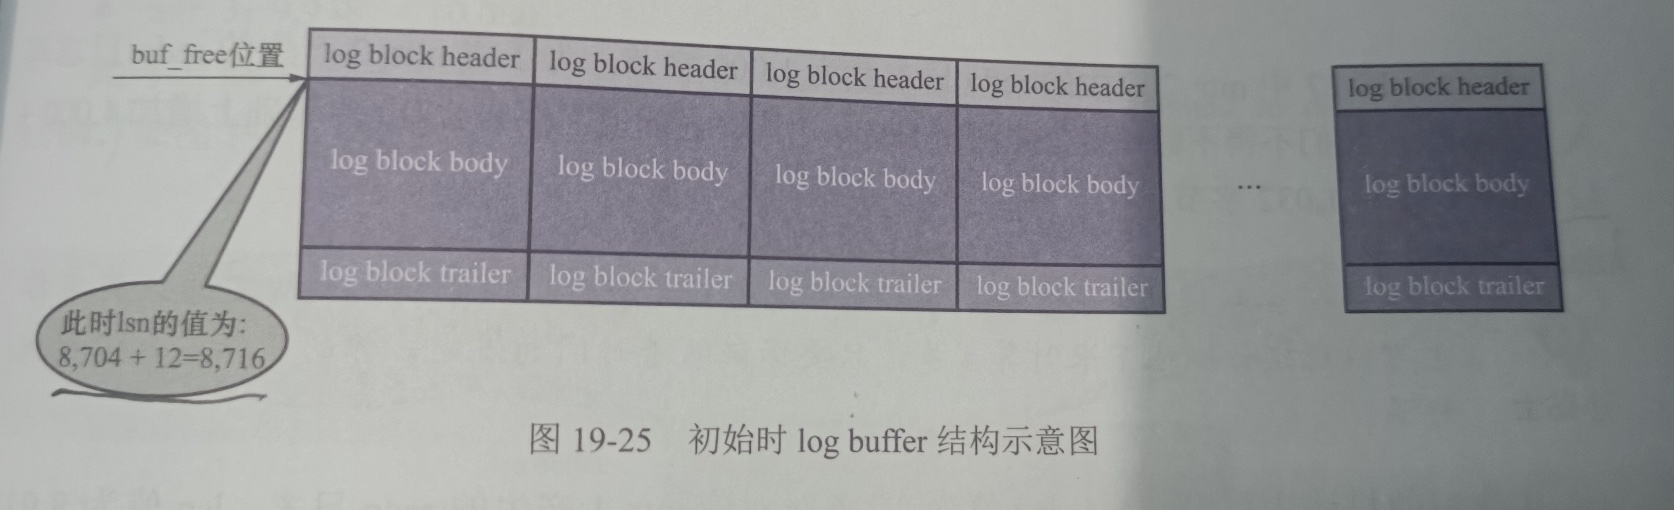 buf_free位置
log block header log block header log block header log block header log block header
log block body log block body log block body log block body ... log block body
log block trailer log block trailer log block trailer log block trailer log block trailer
此时lsn的值为:
8,704 + 12=8,716
图 19-25 初始时 log buffer 结构示意图